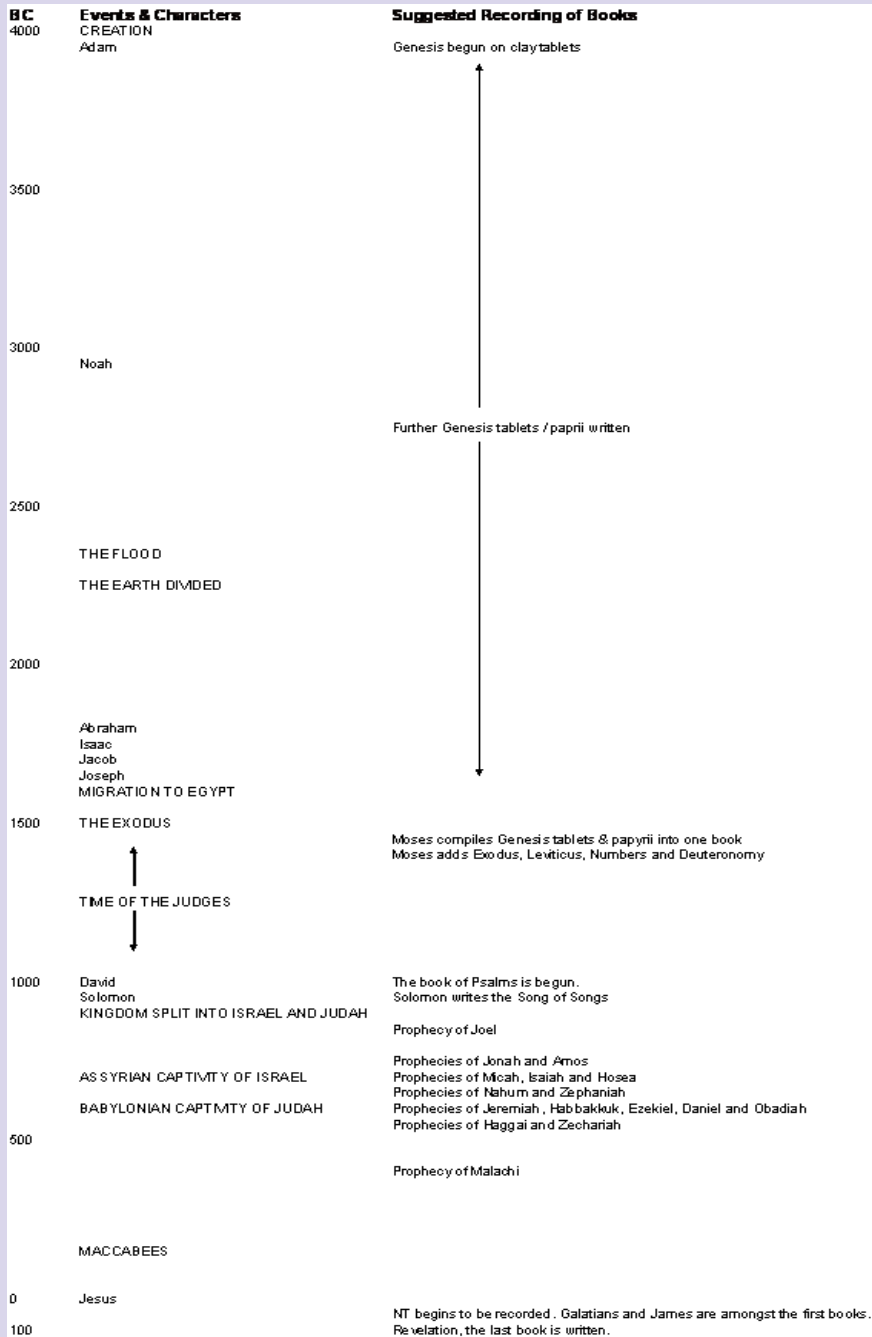 BC Events & Characters Suggested Recording of Books
4000 CREATION
Adam Genesis begun on clay tablets
3500
3000
Noah
Further Genesis tablets / paprii written
2500
THE FLOOD
THE EARTH DIVIDED
2000
Abraham
Isaac
Jacob
Joseph
MIGRATION TO EGYPT
1500 THE EXODUS
Moses compiles Genesis tablets & papyrii into one book
Moses adds Exodus, Leviticus, Numbers and Deuteronomy
TIME OF THE JUDGES
1000 David The book of Psalms is begun.
Solomon Solomon writes the Song of Songs
KINGDOM SPLIT INTO ISRAEL AND JUDAH
Prophecy of Joel
Prophecies of Jonah and Amos
ASSYRIAN CAPTIVITY OF ISRAEL Prophecies of Micah, Isaiah and Hosea
Prophecies of Nahum and Zephaniah
BABYLONIAN CAPTIVITY OF JUDAH Prophecies of Jeremiah, Habbakkuk, Ezekiel, Daniel and Obadiah
Prophecies of Haggai and Zechariah
500
Prophecy of Malachi
MACCABEES
0 Jesus
NT begins to be recorded. Galatians and James are amongst the first books.
100 Revelation, the last book is written.